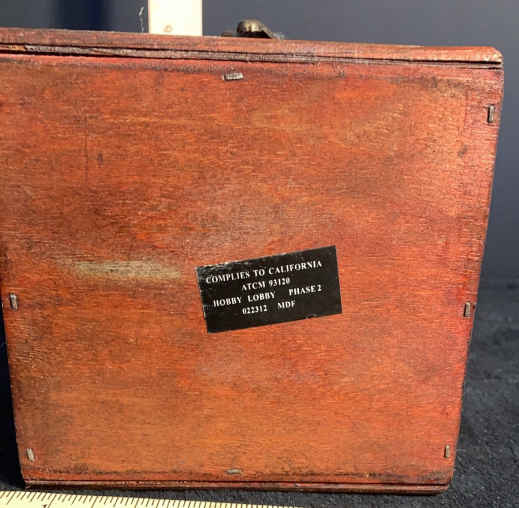 COMPLIES TO CALIFORNIA
ATCM 93120
HOBBY LOBBY PHASE 2
022312 MDF